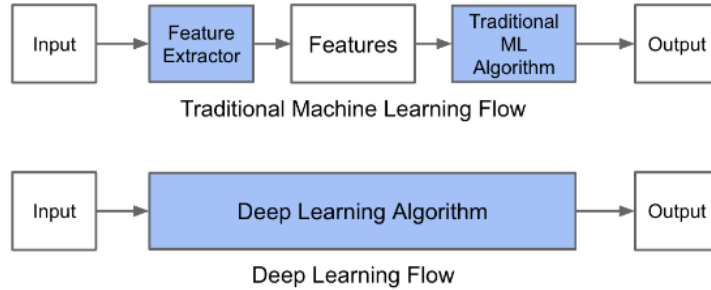 Input
Feature
Extractor
Features
Traditional
ML
Algorithm
Output
Traditional Machine Learning Flow
Input
Deep Learning Algorithm
Output
Deep Learning Flow